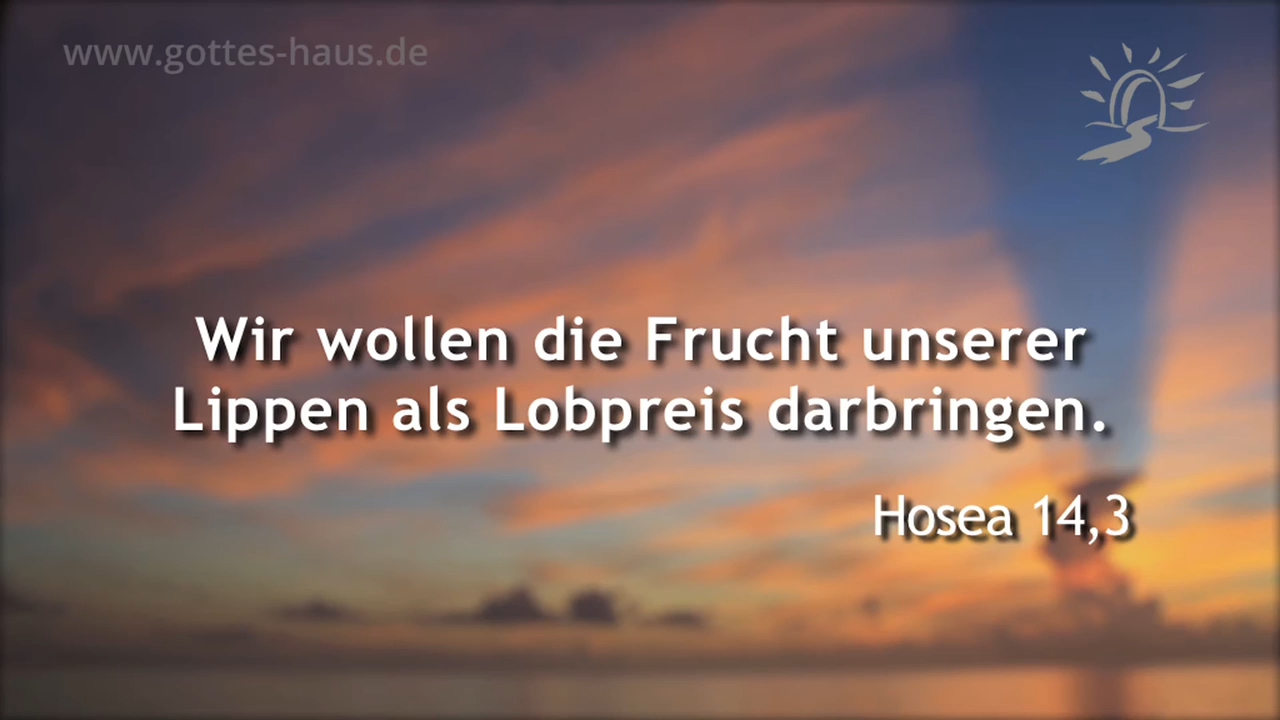 www.gottes-haus.de
Wir wollen die Frucht unserer
Lippen als Lobpreis darbringen.
Hosea 14,3